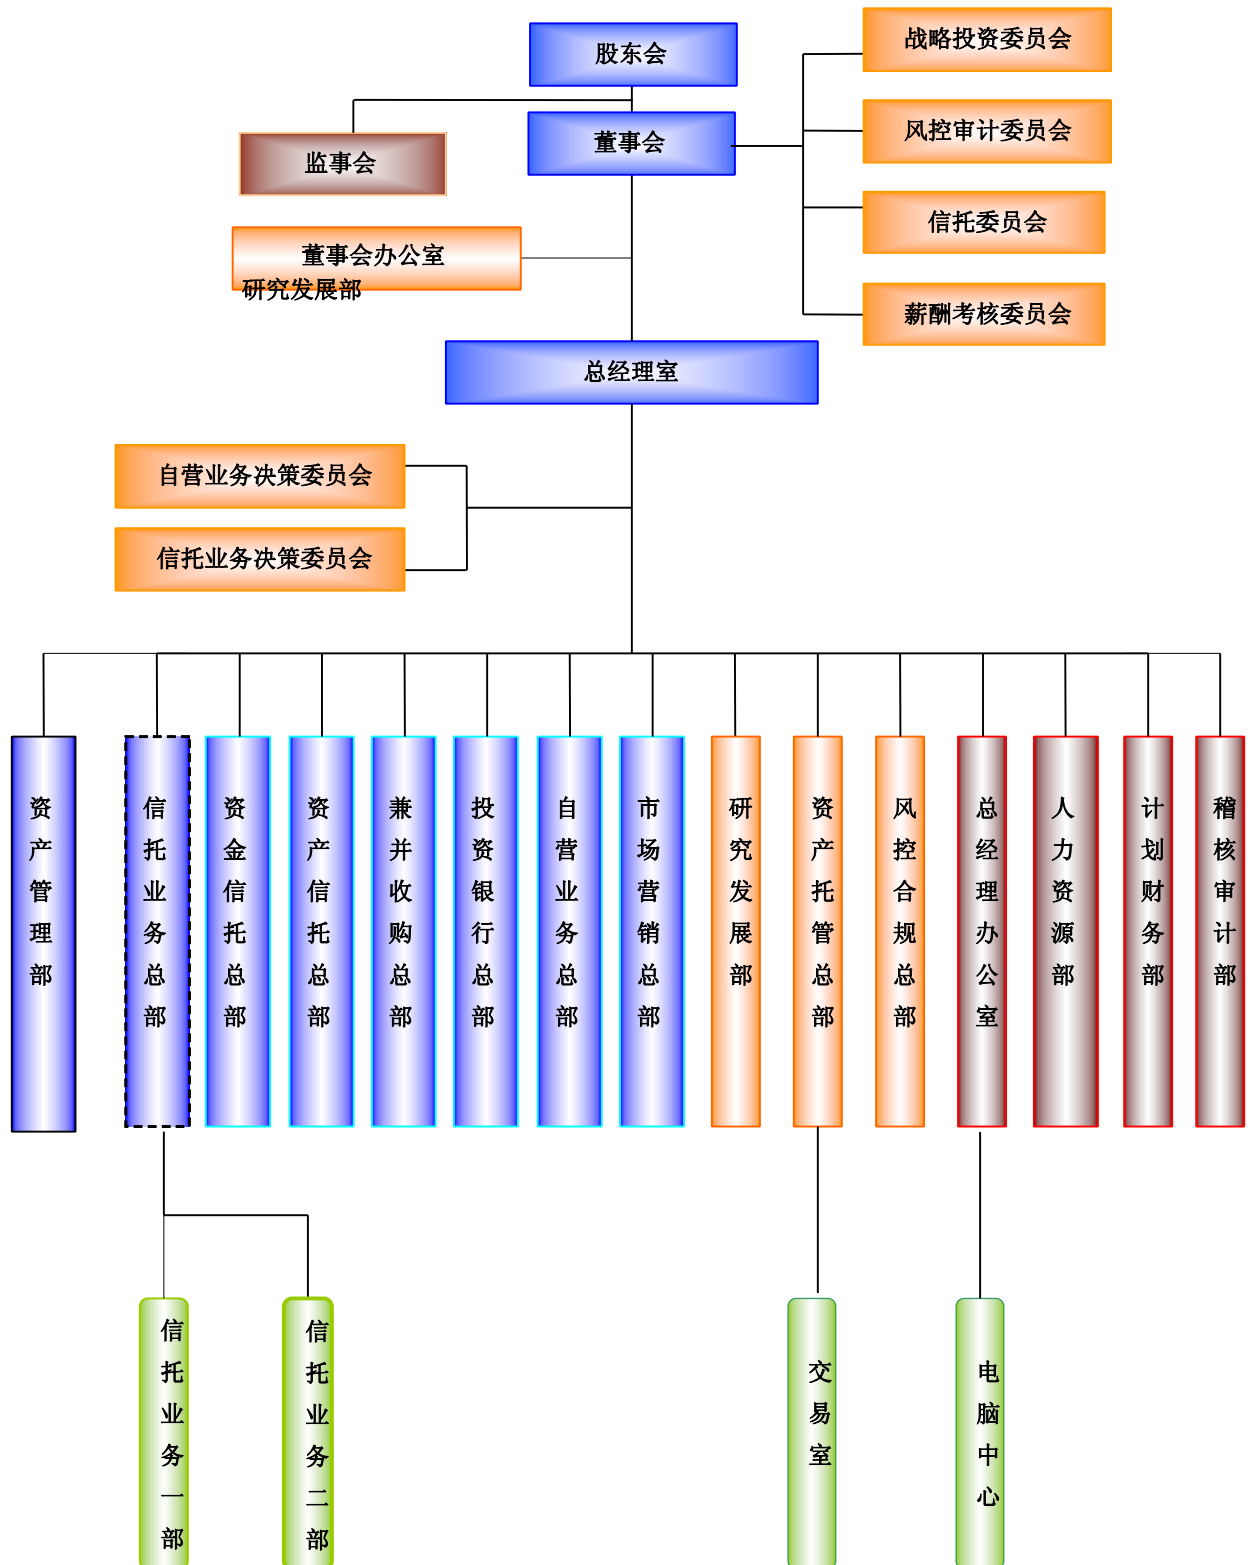 股东会
战略投资委员会
董事会
风控审计委员会
监事会
信托委员会
董事会办公室
研究发展部
薪酬考核委员会
总经理室
自营业务决策委员会
信托业务决策委员会
资产管理部
信托业务总部
资金信托总部
资产信托总部
兼并收购总部
投资银行总部
自营业务总部
市场营销总部
研究发展部
资产托管总部
风控合规总部
总经理办公室
人力资源部
计划财务部
稽核审计部
信托业务一部
信托业务二部
交易室
电脑中心